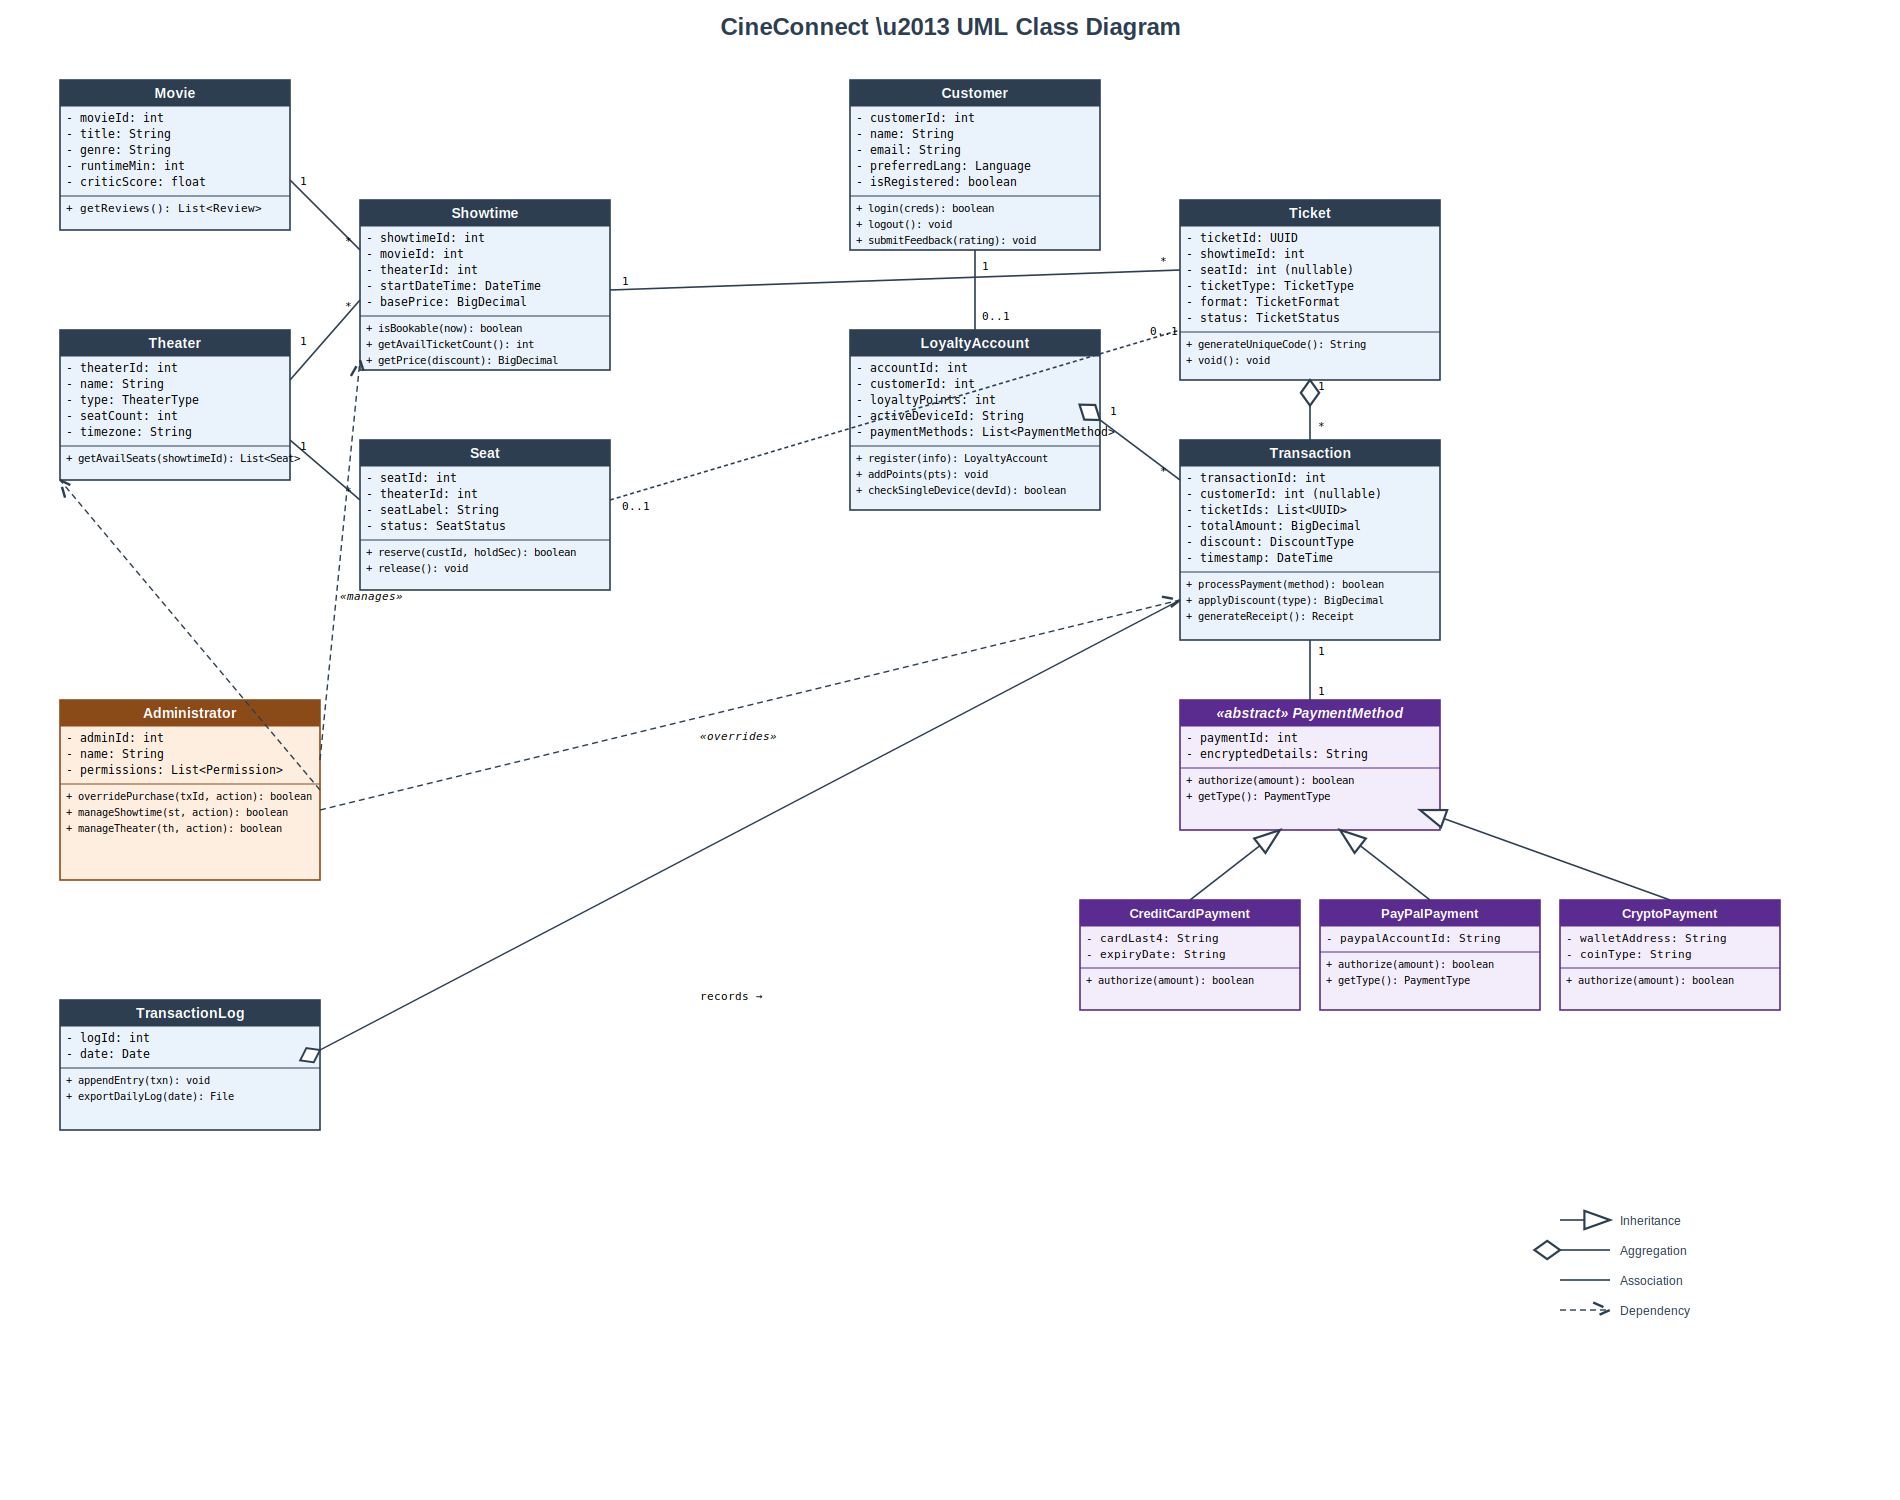 CineConnect \u2013 UML Class Diagram
Movie
- movieId: int
- title: String
- genre: String
- runtimeMin: int
- criticScore: float
+ getReviews(): List<Review>
1
*
Showtime
- showtimeId: int
- movieId: int
- theaterId: int
- startDateTime: DateTime
- basePrice: BigDecimal
+ isBookable(now): boolean
+ getAvailTicketCount(): int
+ getPrice(discount): BigDecimal
1
*
Customer
- customerId: int
- name: String
- email: String
- preferredLang: Language
- isRegistered: boolean
+ login(creds): boolean
+ logout(): void
+ submitFeedback(rating): void
1
0..1
Ticket
- ticketId: UUID
- showtimeId: int
- seatId: int (nullable)
- ticketType: TicketType
- format: TicketFormat
- status: TicketStatus
+ generateUniqueCode(): String
+ void(): void
0..1
1
*
Theater
- theaterId: int
- name: String
- type: TheaterType
- seatCount: int
- timezone: String
+ getAvailSeats(showtimeId): List<Seat>
1
*
1
*
Seat
- seatId: int
- theaterId: int
- seatLabel: String
- status: SeatStatus
+ reserve(custId, holdSec): boolean
+ release(): void
0..1
LoyaltyAccount
- accountId: int
- customerId: int
- loyaltyPoints: int
- activeDeviceId: String
- paymentMethods: List<PaymentMethod>
+ register(info): LoyaltyAccount
+ addPoints(pts): void
+ checkSingleDevice(devId): boolean
1
*
Transaction
- transactionId: int
- customerId: int (nullable)
- ticketIds: List<UUID>
- totalAmount: BigDecimal
- discount: DiscountType
- timestamp: DateTime
+ processPayment(method): boolean
+ applyDiscount(type): BigDecimal
+ generateReceipt(): Receipt
1
1
«manages»
«overrides»
Administrator
- adminId: int
- name: String
- permissions: List<Permission>
+ overridePurchase(txId, action): boolean
+ manageShowtime(st, action): boolean
+ manageTheater(th, action): boolean
«abstract» PaymentMethod
- paymentId: int
- encryptedDetails: String
+ authorize(amount): boolean
+ getType(): PaymentType
CreditCardPayment
- cardLast4: String
- expiryDate: String
+ authorize(amount): boolean
PayPalPayment
- paypalAccountId: String
+ authorize(amount): boolean
+ getType(): PaymentType
CryptoPayment
- walletAddress: String
- coinType: String
+ authorize(amount): boolean
records →
TransactionLog
- logId: int
- date: Date
+ appendEntry(txn): void
+ exportDailyLog(date): File
Inheritance
Aggregation
Association
Dependency